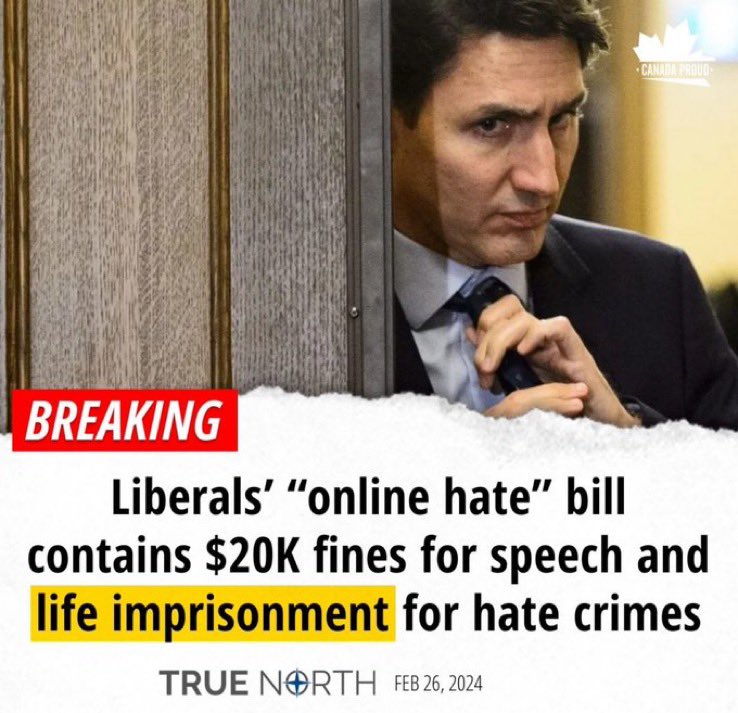 • CANADA PROUD •
BREAKING
Liberals’ “online hate” bill
contains $20K fines for speech and
life imprisonment for hate crimes
TRUE NORTH FEB 26, 2024